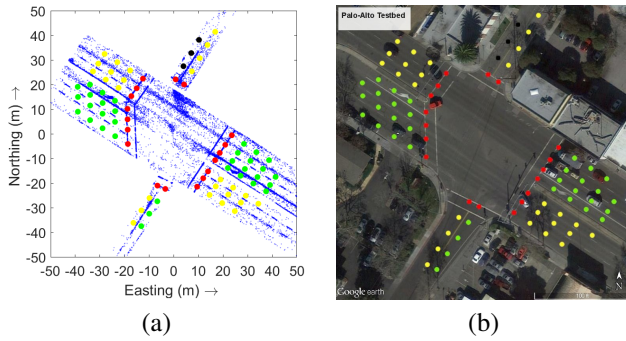 50
40
30
20
10
0
-10
-20
-30
-40
-50
Northing (m) →
-50 -40 -30 -20 -10 0 10 20 30 40 50
Easting (m) →
(a)
Palo-Alto Testbed
Google earth
N
(b)